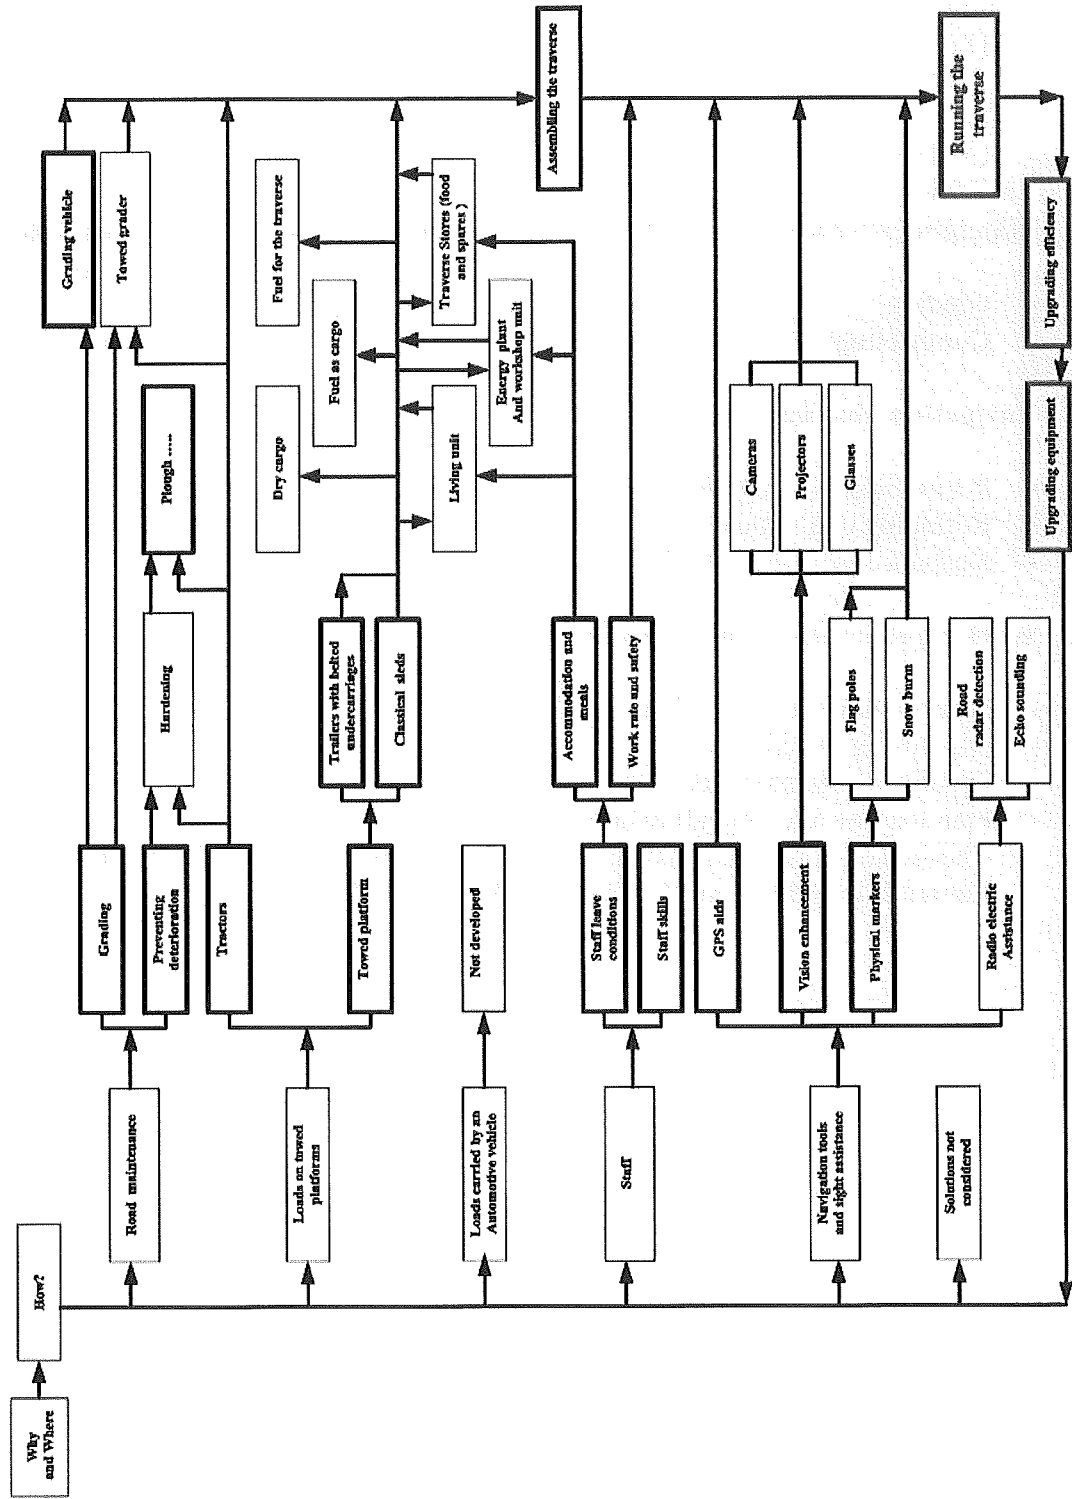 Why
and Where
How?
Road maintenance
Loads on towed
platforms
Loads carried by an
Automotive vehicle
Staff
Navigation tools
and sight assistance
Solutions not
considered
Grading
Preventing
deterioration
Tractors
Towed platform
Not developed
Staff leave
conditions
Staff skills
GPS aids
Vision enhancement
Physical markers
Radio electric
Assistance
Hardening
Trailers with belted
undercarriages
Classical sleds
Accommodation and
meals
Work rate and safety
Flag poles
Snow burm
Road
radar detection
Echo sounding
Plough .....
Dry cargo
Living unit
Cameras
Projectors
Glasses
Upgrading equipment
Fuel as cargo
Energy plant
And workshop unit
Grading vehicle
Towed grader
Fuel for the traverse
Traverse Stores (food
and spares )
Upgrading efficiency
Assembling the traverse
Running the
traverse